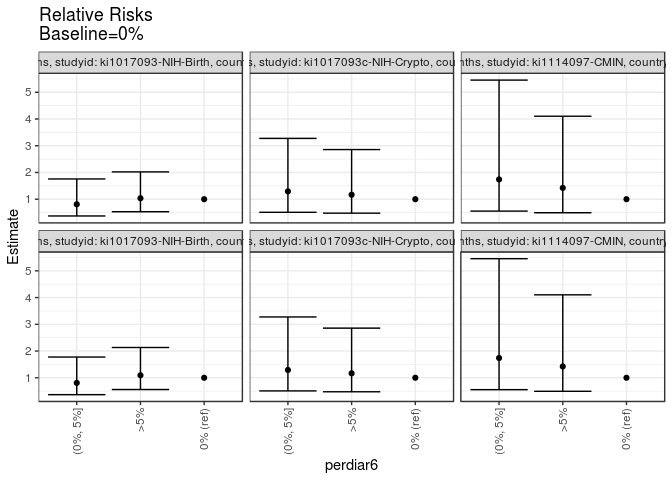 Relative Risks
Baseline=0%
ns, studyid: ki1017093-NIH-Birth, coun
s, studyid: ki1017093c-NIH-Crypto, cou
nths, studyid: ki1114097-CMIN, country
5
4
3
2
1
ns, studyid: ki1017093-NIH-Birth, coun
s, studyid: ki1017093c-NIH-Crypto, cou
nths, studyid: ki1114097-CMIN, country
5
4
3
2
1
Estimate
(0%, 5%]
>5%
0% (ref)
(0%, 5%]
>5%
0% (ref)
(0%, 5%]
>5%
0% (ref)
perdiar6